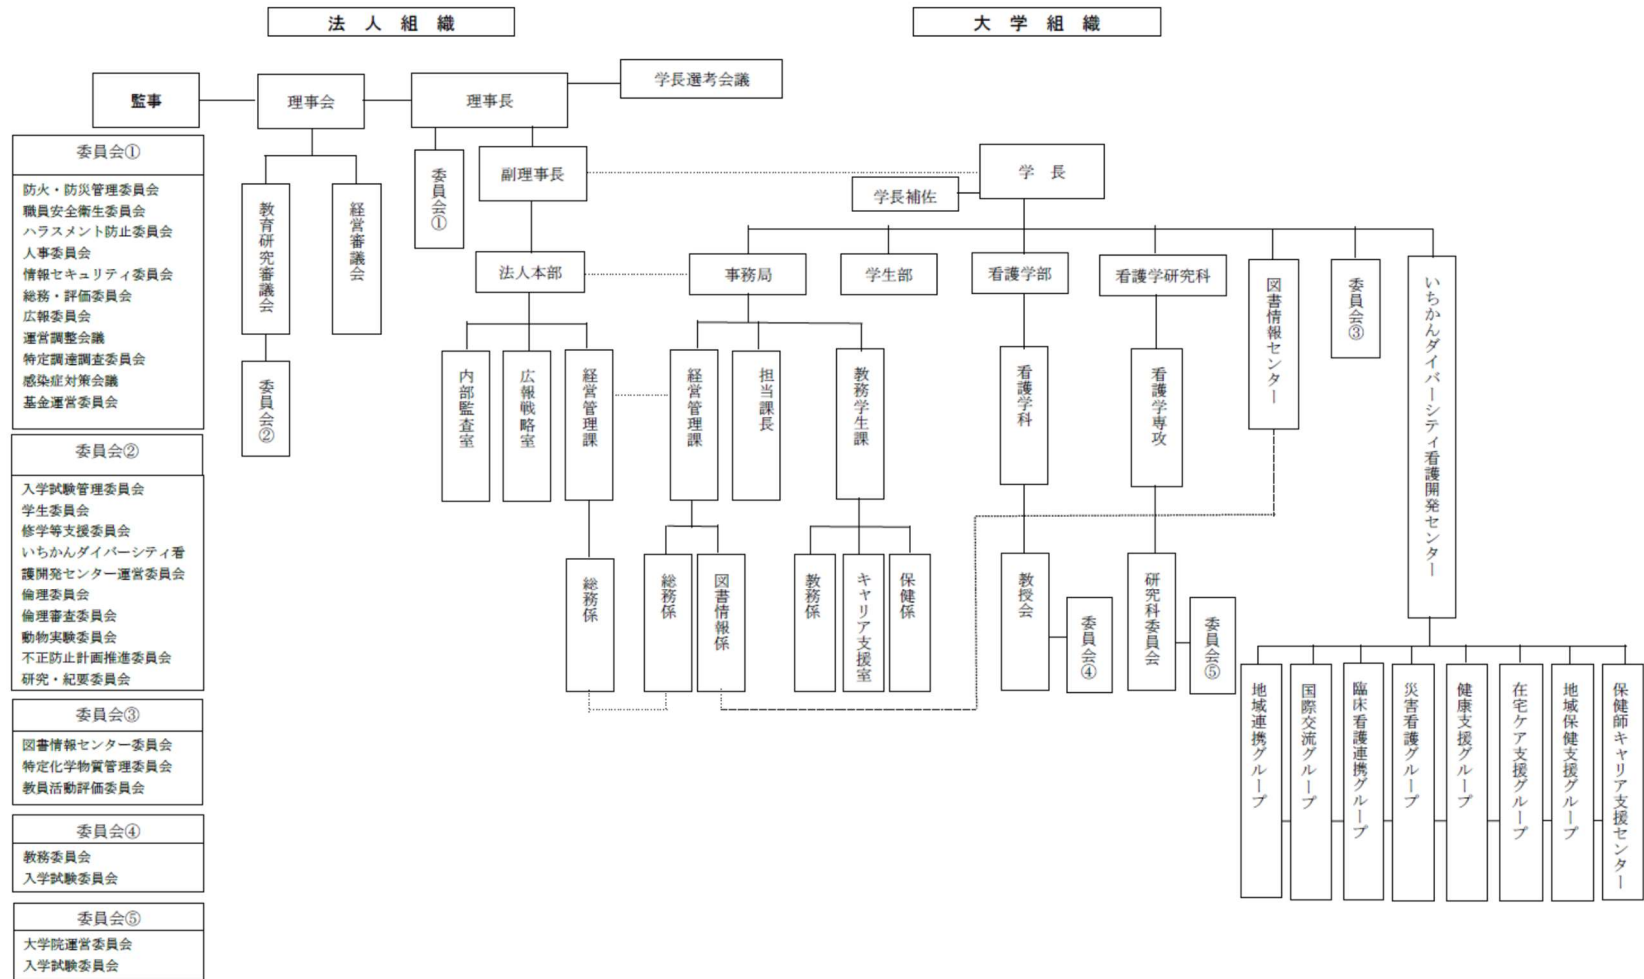 法 人 組 織
大 学 組 織
監事
理事会
理事長
学長選考会議
委員会①
防火・防災管理委員会
職員安全衛生委員会
ハラスメント防止委員会
人事委員会
情報セキュリティ委員会
総務・評価委員会
広報委員会
運営調整会議
特定調達調査委員会
感染症対策会議
基金運営委員会
委員会②
入学試験管理委員会
学生委員会
修学等支援委員会
いちかんダイバーシティ看
護開発センター運営委員会
倫理委員会
倫理審査委員会
動物実験委員会
不正防止計画推進委員会
研究・紀要委員会
委員会③
図書情報センター委員会
特定化学物質管理委員会
教員活動評価委員会
委員会④
教務委員会
入学試験委員会
委員会⑤
大学院運営委員会
入学試験委員会
教育研究審議会
経営審議会
委員会②
委員会①
副理事長
学 長
学長補佐
法人本部
事務局
学生部
看護学部
看護学研究科
図書情報センター
委員会③
いちかんダイバーシティ看護開発センター
内部監査室
広報戦略室
経営管理課
経営管理課
担当課長
教務学生課
看護学科
看護学専攻
総務係
総務係
図書情報係
教務係
キャリア支援室
保健係
教授会
委員会④
研究科委員会
委員会⑤
地域連携グループ
国際交流グループ
臨床看護連携グループ
災害看護グループ
健康支援グループ
在宅ケア支援グループ
地域保健支援グループ
保健師キャリア支援センター